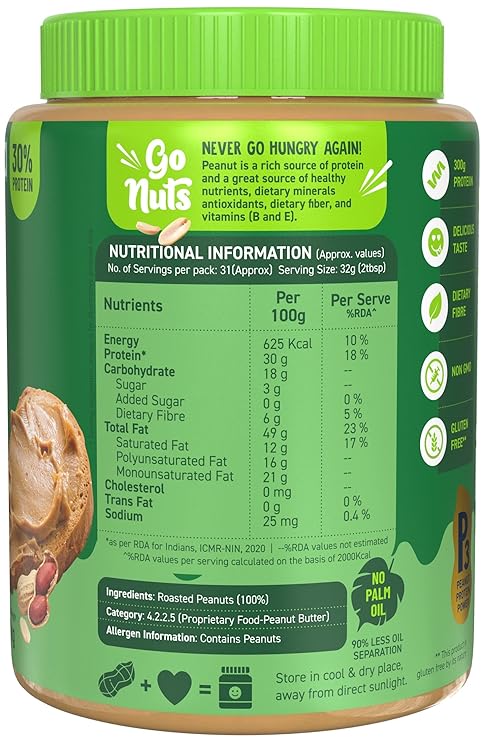 30%
PROTEIN
Go
Nuts
NEVER GO HUNGRY AGAIN!
Peanut is a rich source of protein
and a great source of healthy
nutrients, dietary minerals
antioxidants, dietary fiber, and
vitamins (B and E).
NUTRITIONAL INFORMATION (Approx. values)
No. of Servings per pack: 31(Approx) Serving Size: 32g (2tbsp)
Nutrients Per 100g Per Serve %RDA^
Energy 625 Kcal 10 %
Protein* 30 g 18 %
Carbohydrate 18 g --
Sugar 3 g --
Added Sugar 0 g 0 %
Dietary Fibre 6 g 5 %
Total Fat 49 g 23 %
Saturated Fat 12 g 17 %
Polyunsaturated Fat 16 g --
Monounsaturated Fat 21 g --
Cholesterol 0 mg --
Trans Fat 0 g 0 %
Sodium 25 mg 0.4 %
*as per RDA for Indians, ICMR-NIN, 2020 | --%RDA values not estimated
^%RDA values per serving calculated on the basis of 2000Kcal
Ingredients: Roasted Peanuts (100%)
Category: 4.2.2.5 (Proprietary Food-Peanut Butter)
Allergen Information: Contains Peanuts
NO
PALM
OIL
90% LESS OIL
SEPARATION
Store in cool & dry place,
away from direct sunlight.
300g
PROTEIN
DELICIOUS
TASTE
DIETARY
FIBRE
NON GMO
GLUTEN
FREE**
** This product
gluten free by its